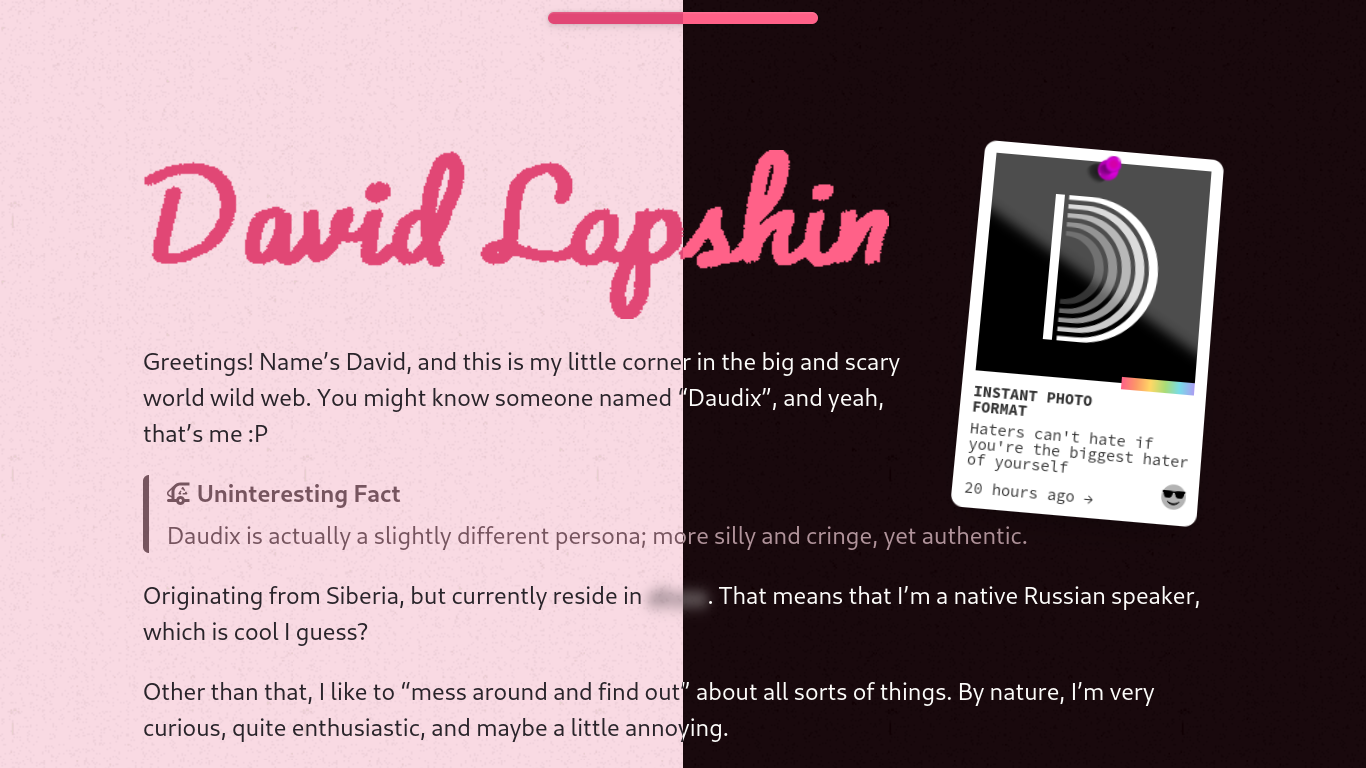 David Lapshin
Greetings! Name’s David, and this is my little corner in the big and scary
world wild web. You might know someone named “Daudix”, and yeah,
that’s me :P
Uninteresting Fact
Daudix is actually a slightly different persona; more silly and cringe, yet authentic.
Originating from Siberia, but currently reside in . That means that I’m a native Russian speaker,
which is cool I guess?
Other than that, I like to “mess around and find out” about all sorts of things. By nature, I’m very
curious, quite enthusiastic, and maybe a little annoying.
D
INSTANT PHOTO
FORMAT
Haters can't hate if
you're the biggest hater
of yourself
20 hours ago →